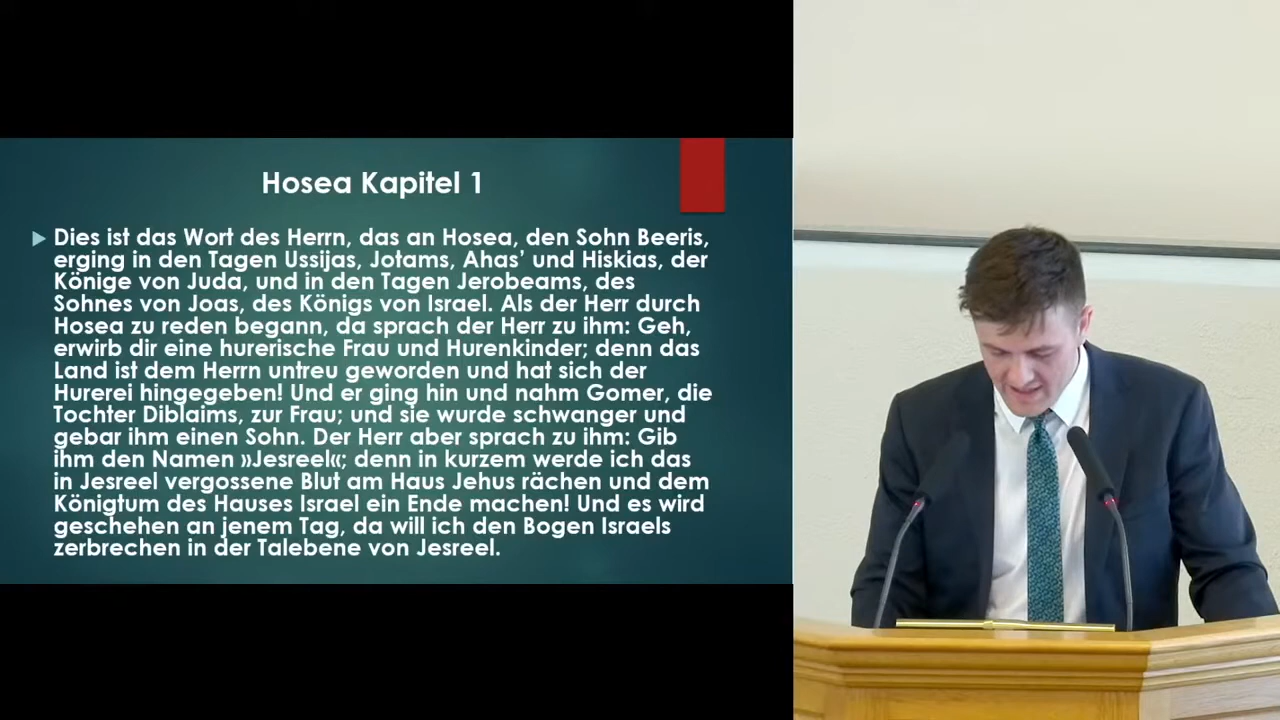 Hosea Kapitel 1
Dies ist das Wort des Herrn, das an Hosea, den Sohn Beeris,
erging in den Tagen Ussijas, Jotams, Ahas’ und Hiskias, der
Könige von Juda, und in den Tagen Jerobeams, des
Sohnes von Joas, des Königs von Israel. Als der Herr durch
Hosea zu reden begann, da sprach der Herr zu ihm: Geh,
erwirb dir eine hurerische Frau und Hurenkinder; denn das
Land ist dem Herrn untreu geworden und hat sich der
Hurerei hingegeben! Und er ging hin und nahm Gomer, die
Tochter Diblaims, zur Frau; und sie wurde schwanger und
gebar ihm einen Sohn. Der Herr aber sprach zu ihm: Gib
ihm den Namen »Jesreel«; denn in kurzem werde ich das
in Jesreel vergossene Blut am Haus Jehus rächen und dem
Königtum des Hauses Israel ein Ende machen! Und es wird
geschehen an jenem Tag, da will ich den Bogen Israels
zerbrechen in der Talebene von Jesreel.